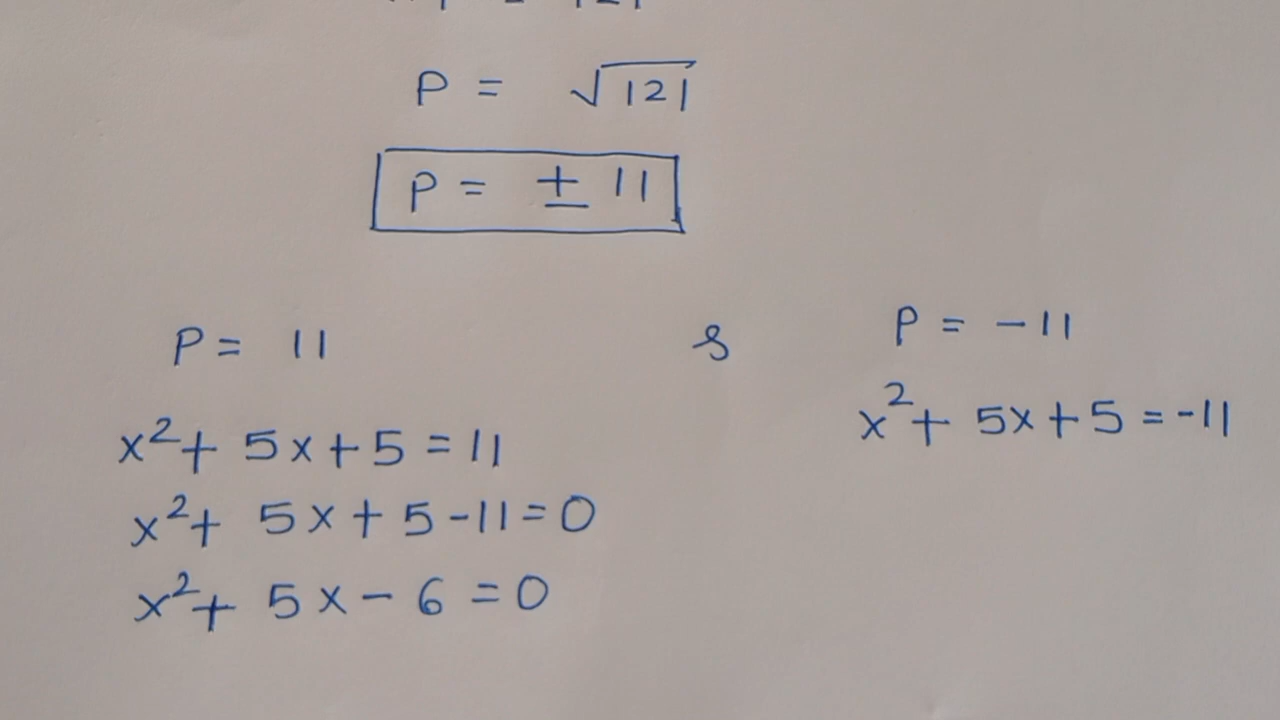 P = √121
P = ± 11
P = 11 & P = -11
x² + 5x + 5 = 11
x² + 5x + 5 = -11
x² + 5x + 5 - 11 = 0
x² + 5x - 6 = 0